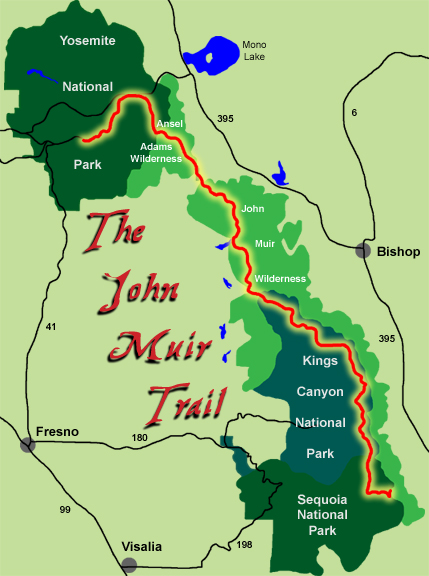 Yosemite
National
Park
Mono
Lake
395
6
Ansel
Adams
Wilderness
John
Muir
Wilderness
The
John
Muir
Trail
Bishop
41
395
Kings
Canyon
National
Park
Fresno
180
99
Sequoia
National
Park
Visalia
198